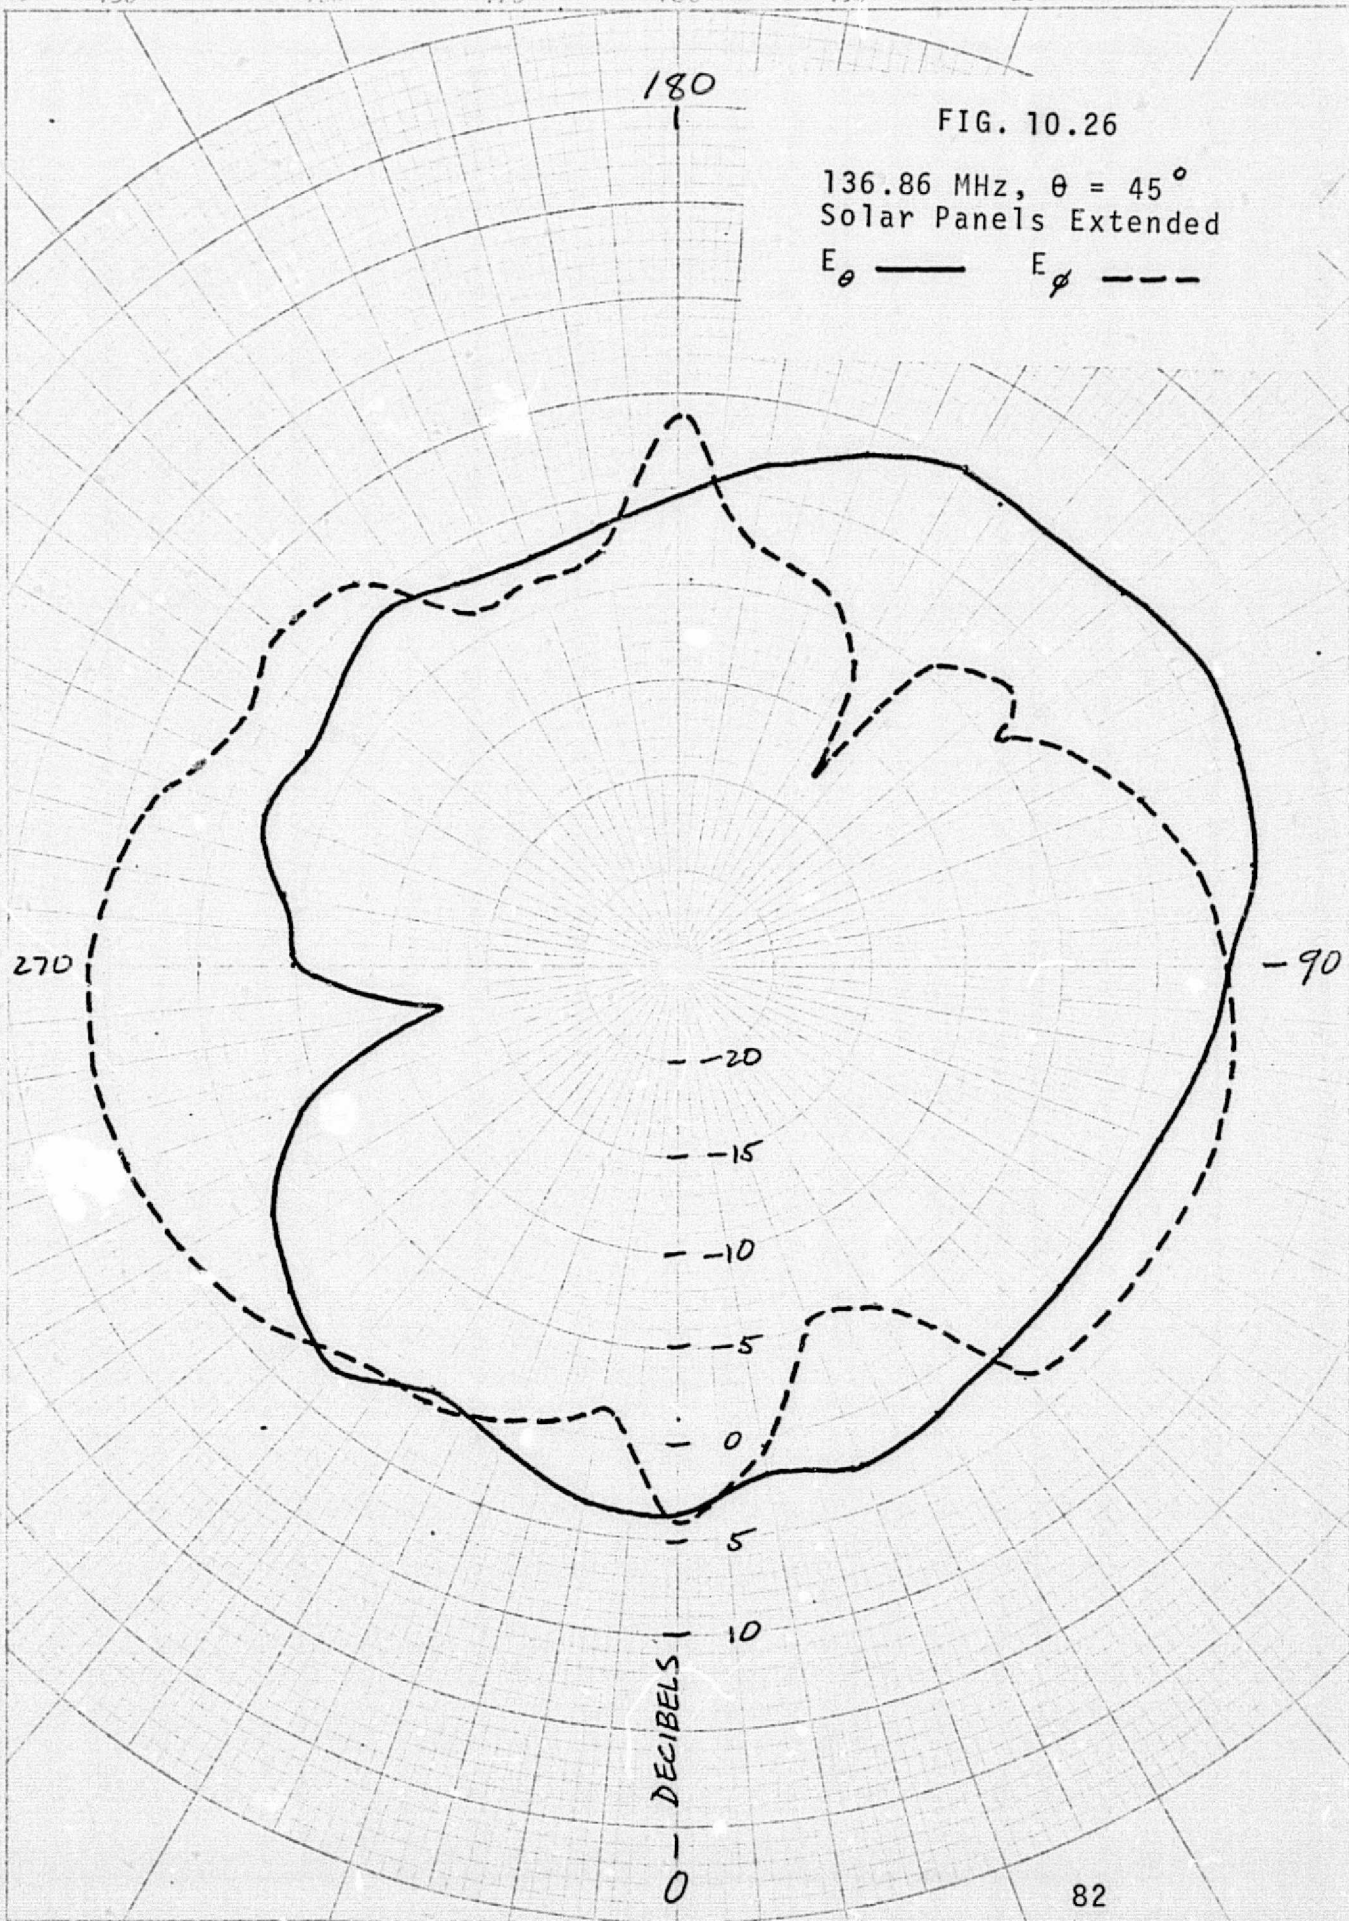 180
FIG. 10.26
136.86 MHz, θ = 45°
Solar Panels Extended
E_θ —— E_ϕ ----
270
-90
-20
-15
-10
-5
0
5
10
DECIBELS
0
82